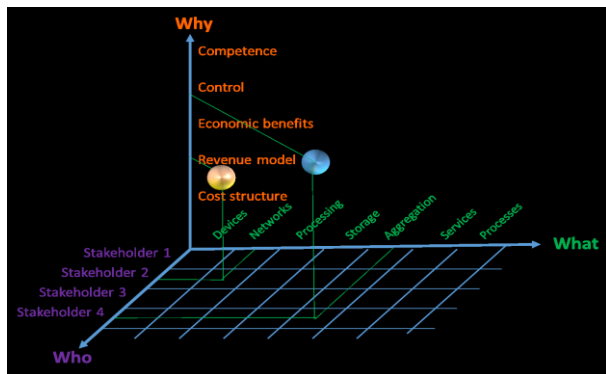 Why
Competence
Control
Economic benefits
Revenue model
Cost structure
Devices
Networks
Processing
Storage
Aggregation
Services
Processes
What
Stakeholder 1
Stakeholder 2
Stakeholder 3
Stakeholder 4
Who